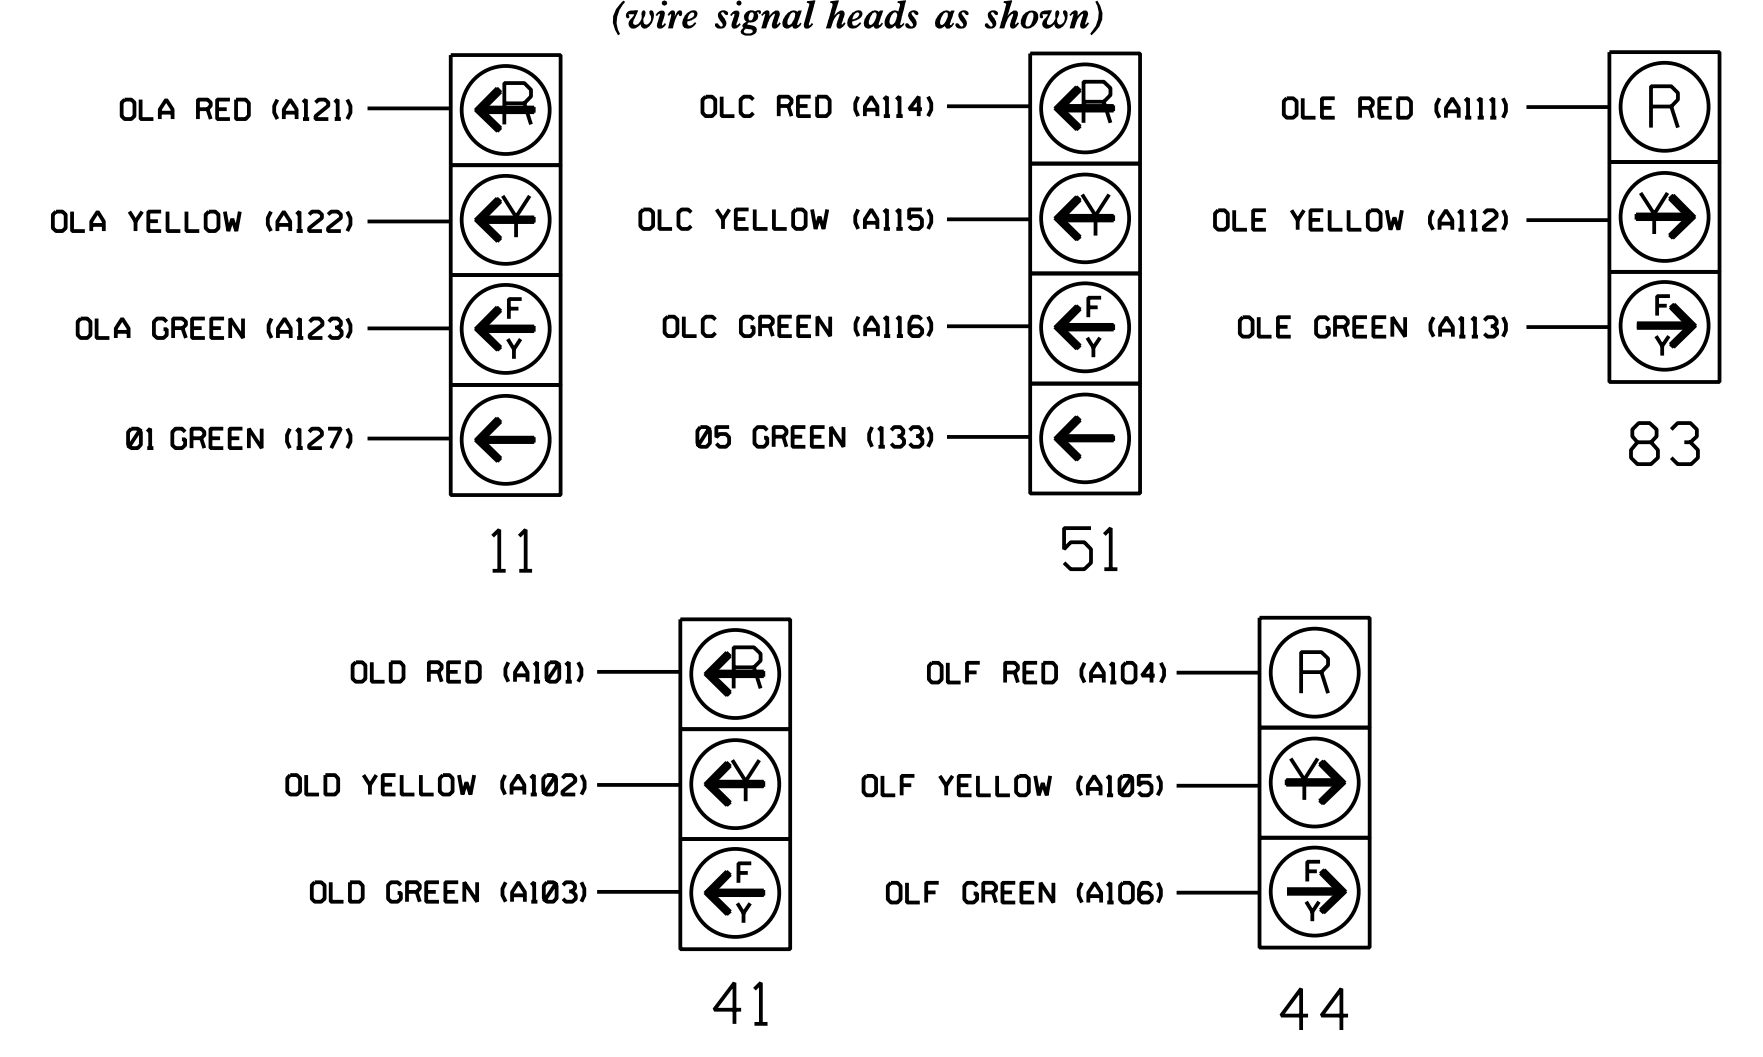 (wire signal heads as shown)
OLA RED (A121)
R
OLA YELLOW (A122)
Y
OLA GREEN (A123)
F
Y
01 GREEN (127)
11
OLC RED (A114)
R
OLC YELLOW (A115)
Y
OLC GREEN (A116)
F
Y
05 GREEN (133)
51
OLE RED (A111)
R
OLE YELLOW (A112)
Y
OLE GREEN (A113)
F
Y
83
OLD RED (A101)
R
OLD YELLOW (A102)
Y
OLD GREEN (A103)
F
Y
41
OLF RED (A104)
R
OLF YELLOW (A105)
Y
OLF GREEN (A106)
F
Y
44